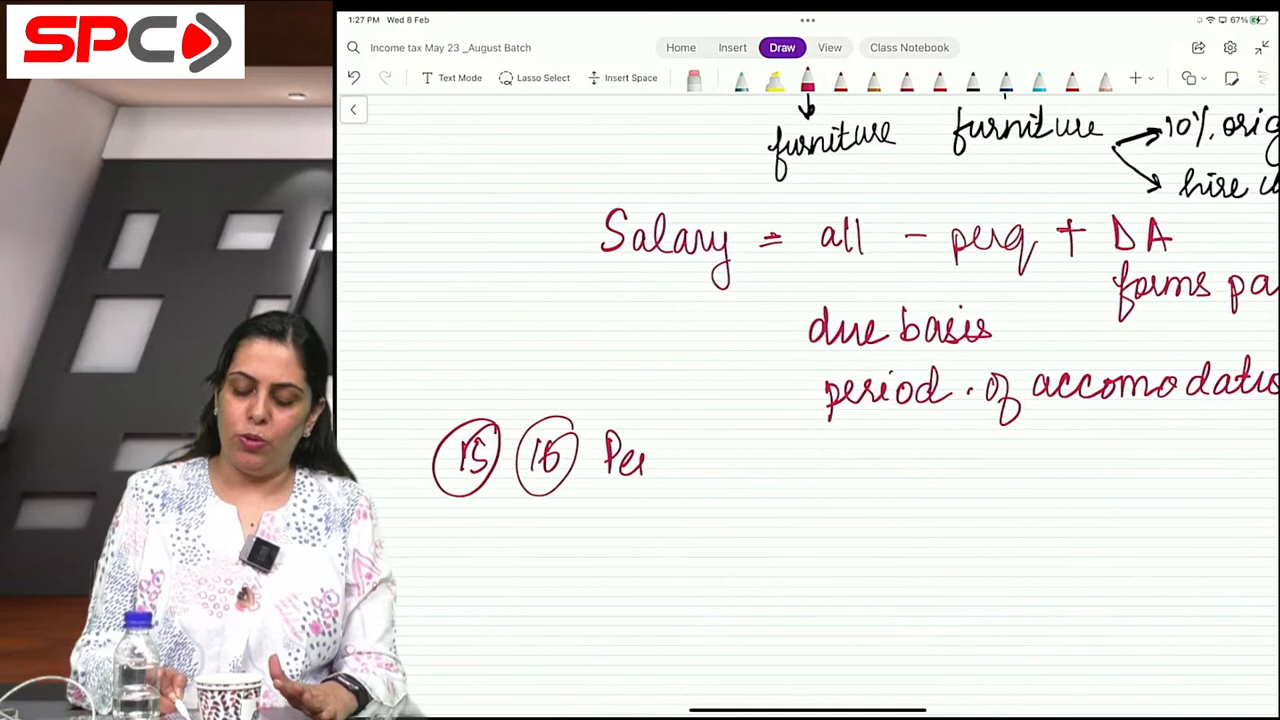 SPC
1:27 PM Wed 8 Feb
67%
Income tax May 23 _August Batch
Home Insert Draw View Class Notebook
Text Mode Lasso Select Insert Space
furniture furniture 10% orig
hire c
Salary = all - perq + DA
forms pa
due basis
period . of accomodatio
15 16 Per